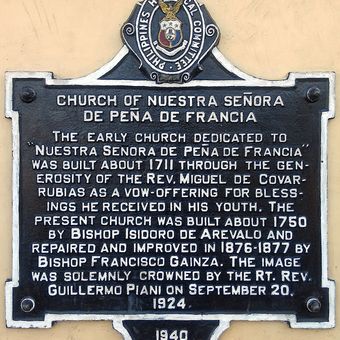 PHILIPPINES HISTORICAL COMMITTEE
CHURCH OF NUESTRA SEÑORA
DE PEÑA DE FRANCIA
THE EARLY CHURCH DEDICATED TO
"NUESTRA SENORA DE PEÑA DE FRANCIA"
WAS BUILT ABOUT 1711 THROUGH THE GEN-
EROSITY OF THE REV. MIGUEL DE COVAR-
RUBIAS AS A VOW-OFFERING FOR BLESS-
INGS HE RECEIVED IN HIS YOUTH. THE
PRESENT CHURCH WAS BUILT ABOUT 1750
BY BISHOP ISIDORO DE AREVALO AND
REPAIRED AND IMPROVED IN 1876-1877 BY
BISHOP FRANCISCO GAINZA. THE IMAGE
WAS SOLEMNLY CROWNED BY THE RT. REV.
GUILLERMO PIANI ON SEPTEMBER 20,
1924.
1940